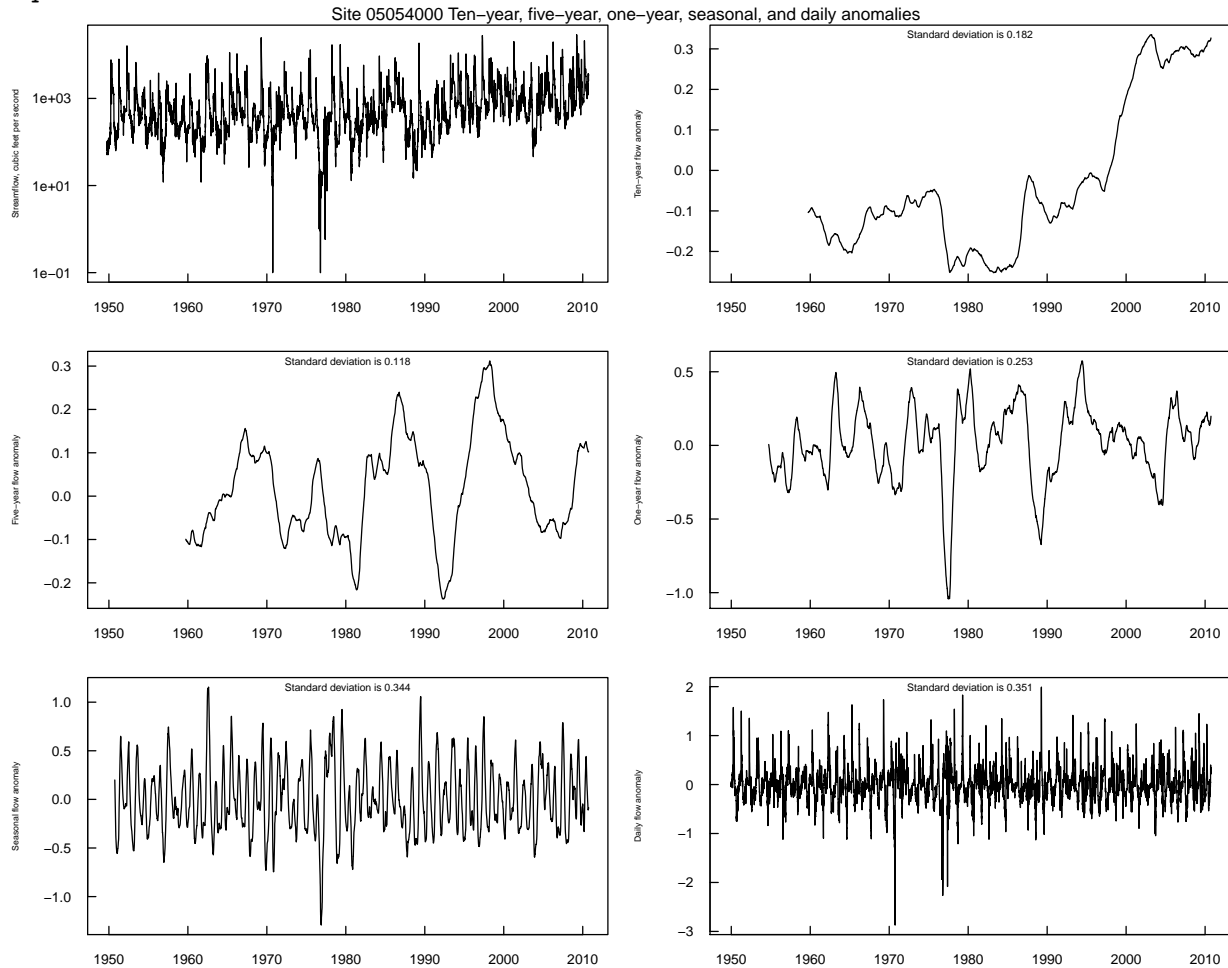 Site 05054000 Ten−year, five−year, one−year, seasonal, and daily anomalies
Streamflow, cubic feet per second
1e+03
1e+01
1e−01
1950 1960 1970 1980 1990 2000 2010
Standard deviation is 0.182
Ten−year flow anomaly
0.3
0.2
0.1
0.0
−0.1
−0.2
1950 1960 1970 1980 1990 2000 2010
Standard deviation is 0.118
Five−year flow anomaly
0.3
0.2
0.1
0.0
−0.1
−0.2
1950 1960 1970 1980 1990 2000 2010
Standard deviation is 0.253
One−year flow anomaly
0.5
0.0
−0.5
−1.0
1950 1960 1970 1980 1990 2000 2010
Standard deviation is 0.344
Seasonal flow anomaly
1.0
0.5
0.0
−0.5
−1.0
1950 1960 1970 1980 1990 2000 2010
Standard deviation is 0.351
Daily flow anomaly
2
1
0
−1
−2
−3
1950 1960 1970 1980 1990 2000 2010